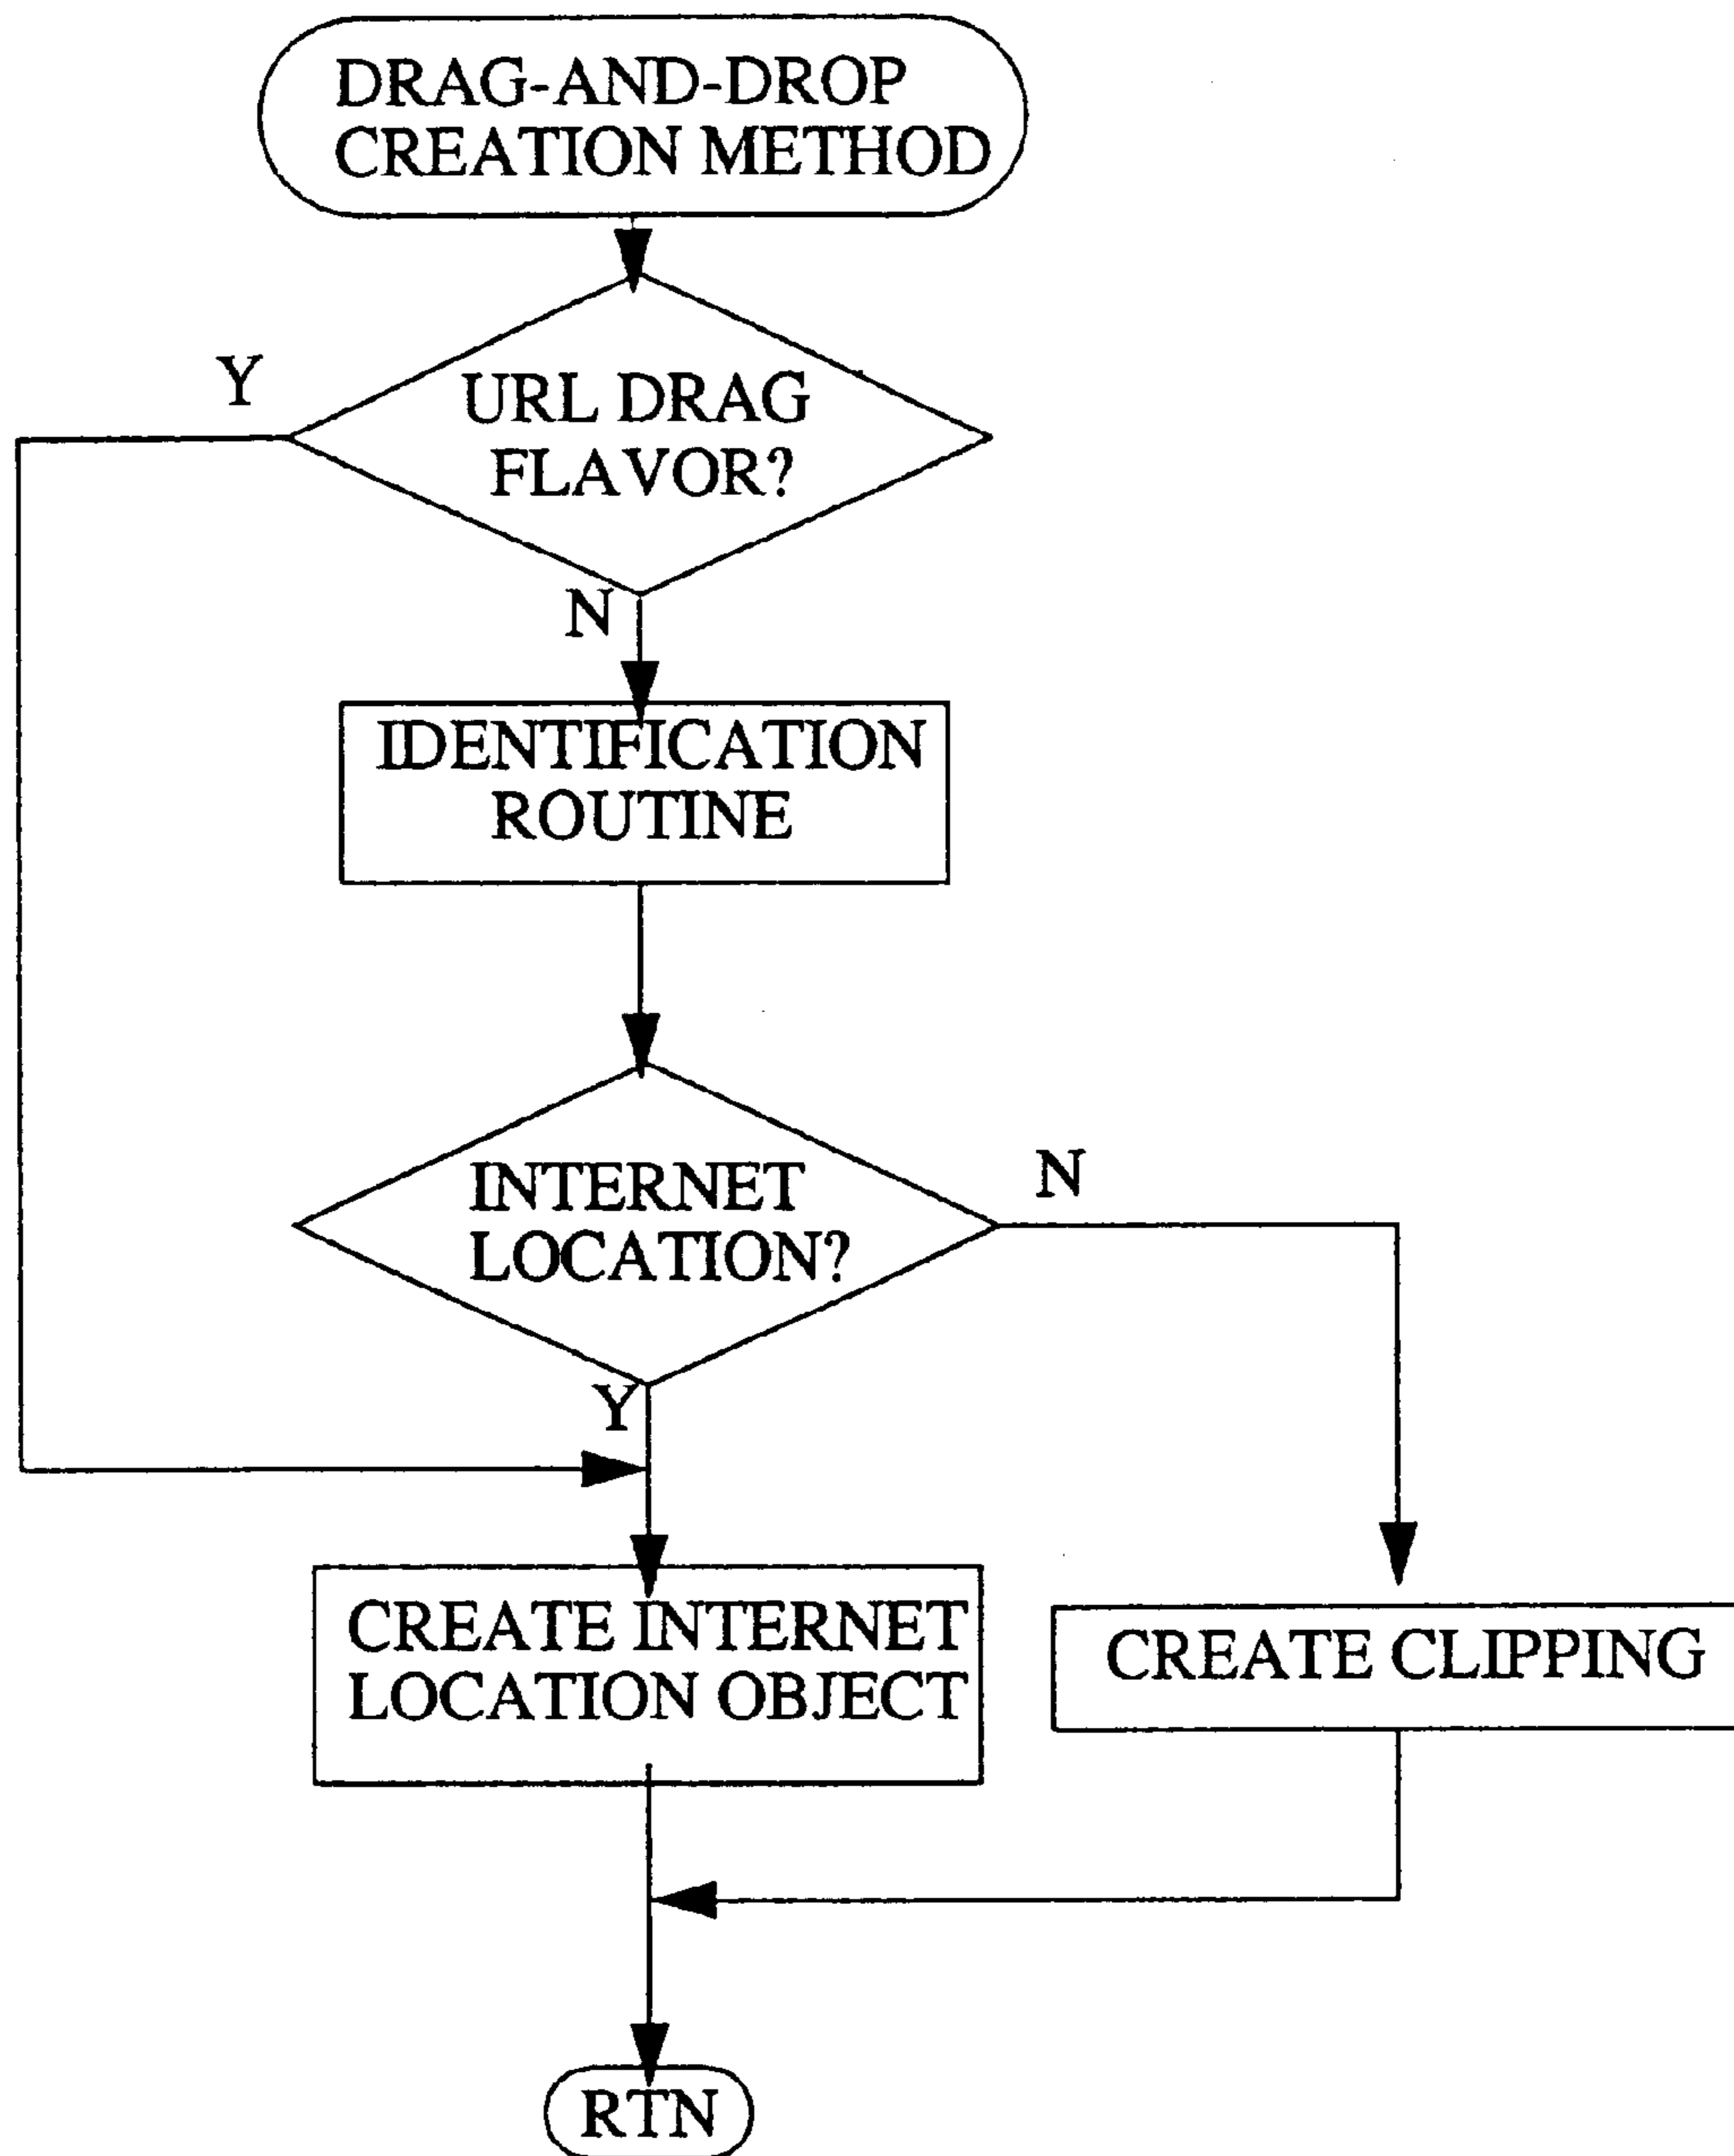 DRAG-AND-DROP
CREATION METHOD
Y
URL DRAG
FLAVOR?
N
IDENTIFICATION
ROUTINE
INTERNET
LOCATION?
N
Y
CREATE INTERNET
LOCATION OBJECT
CREATE CLIPPING
RTN